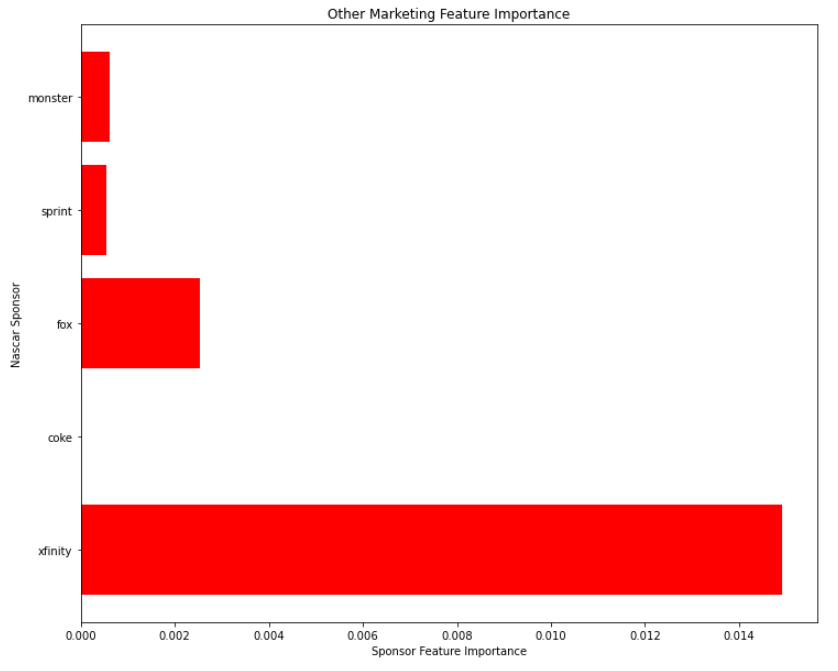 Other Marketing Feature Importance
monster
sprint
fox
coke
xfinity
Nascar Sponsor
0.000 0.002 0.004 0.006 0.008 0.010 0.012 0.014
Sponsor Feature Importance